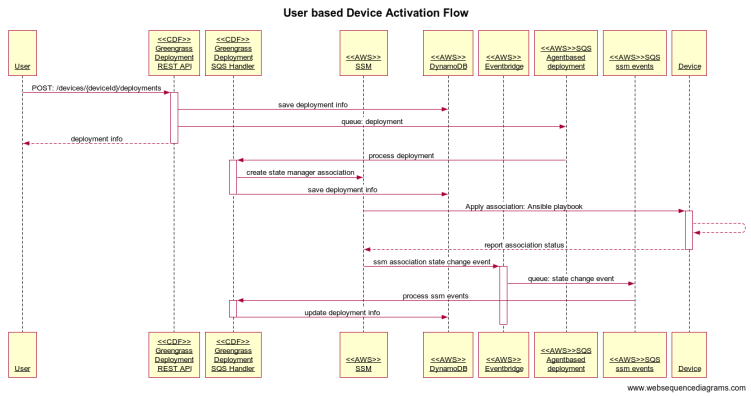 User based Device Activation Flow
User
<<CDF>>
Greengrass
Deployment
REST API
<<CDF>>
Greengrass
Deployment
SQS Handler
<<AWS>>
SSM
<<AWS>>
DynamoDB
<<AWS>>
Eventbridge
<<AWS>>SQS
Agentbased
deployment
<<AWS>>SQS
ssm events
Device
POST: /devices/{deviceId}/deployments
save deployment info
queue: deployment
deployment info
process deployment
create state manager association
save deployment info
Apply association: Ansible playbook
report association status
ssm association state change event
queue: state change event
process ssm events
update deployment info
User
<<CDF>>
Greengrass
Deployment
REST API
<<CDF>>
Greengrass
Deployment
SQS Handler
<<AWS>>
SSM
<<AWS>>
DynamoDB
<<AWS>>
Eventbridge
<<AWS>>SQS
Agentbased
deployment
<<AWS>>SQS
ssm events
Device
www.websequencediagrams.com